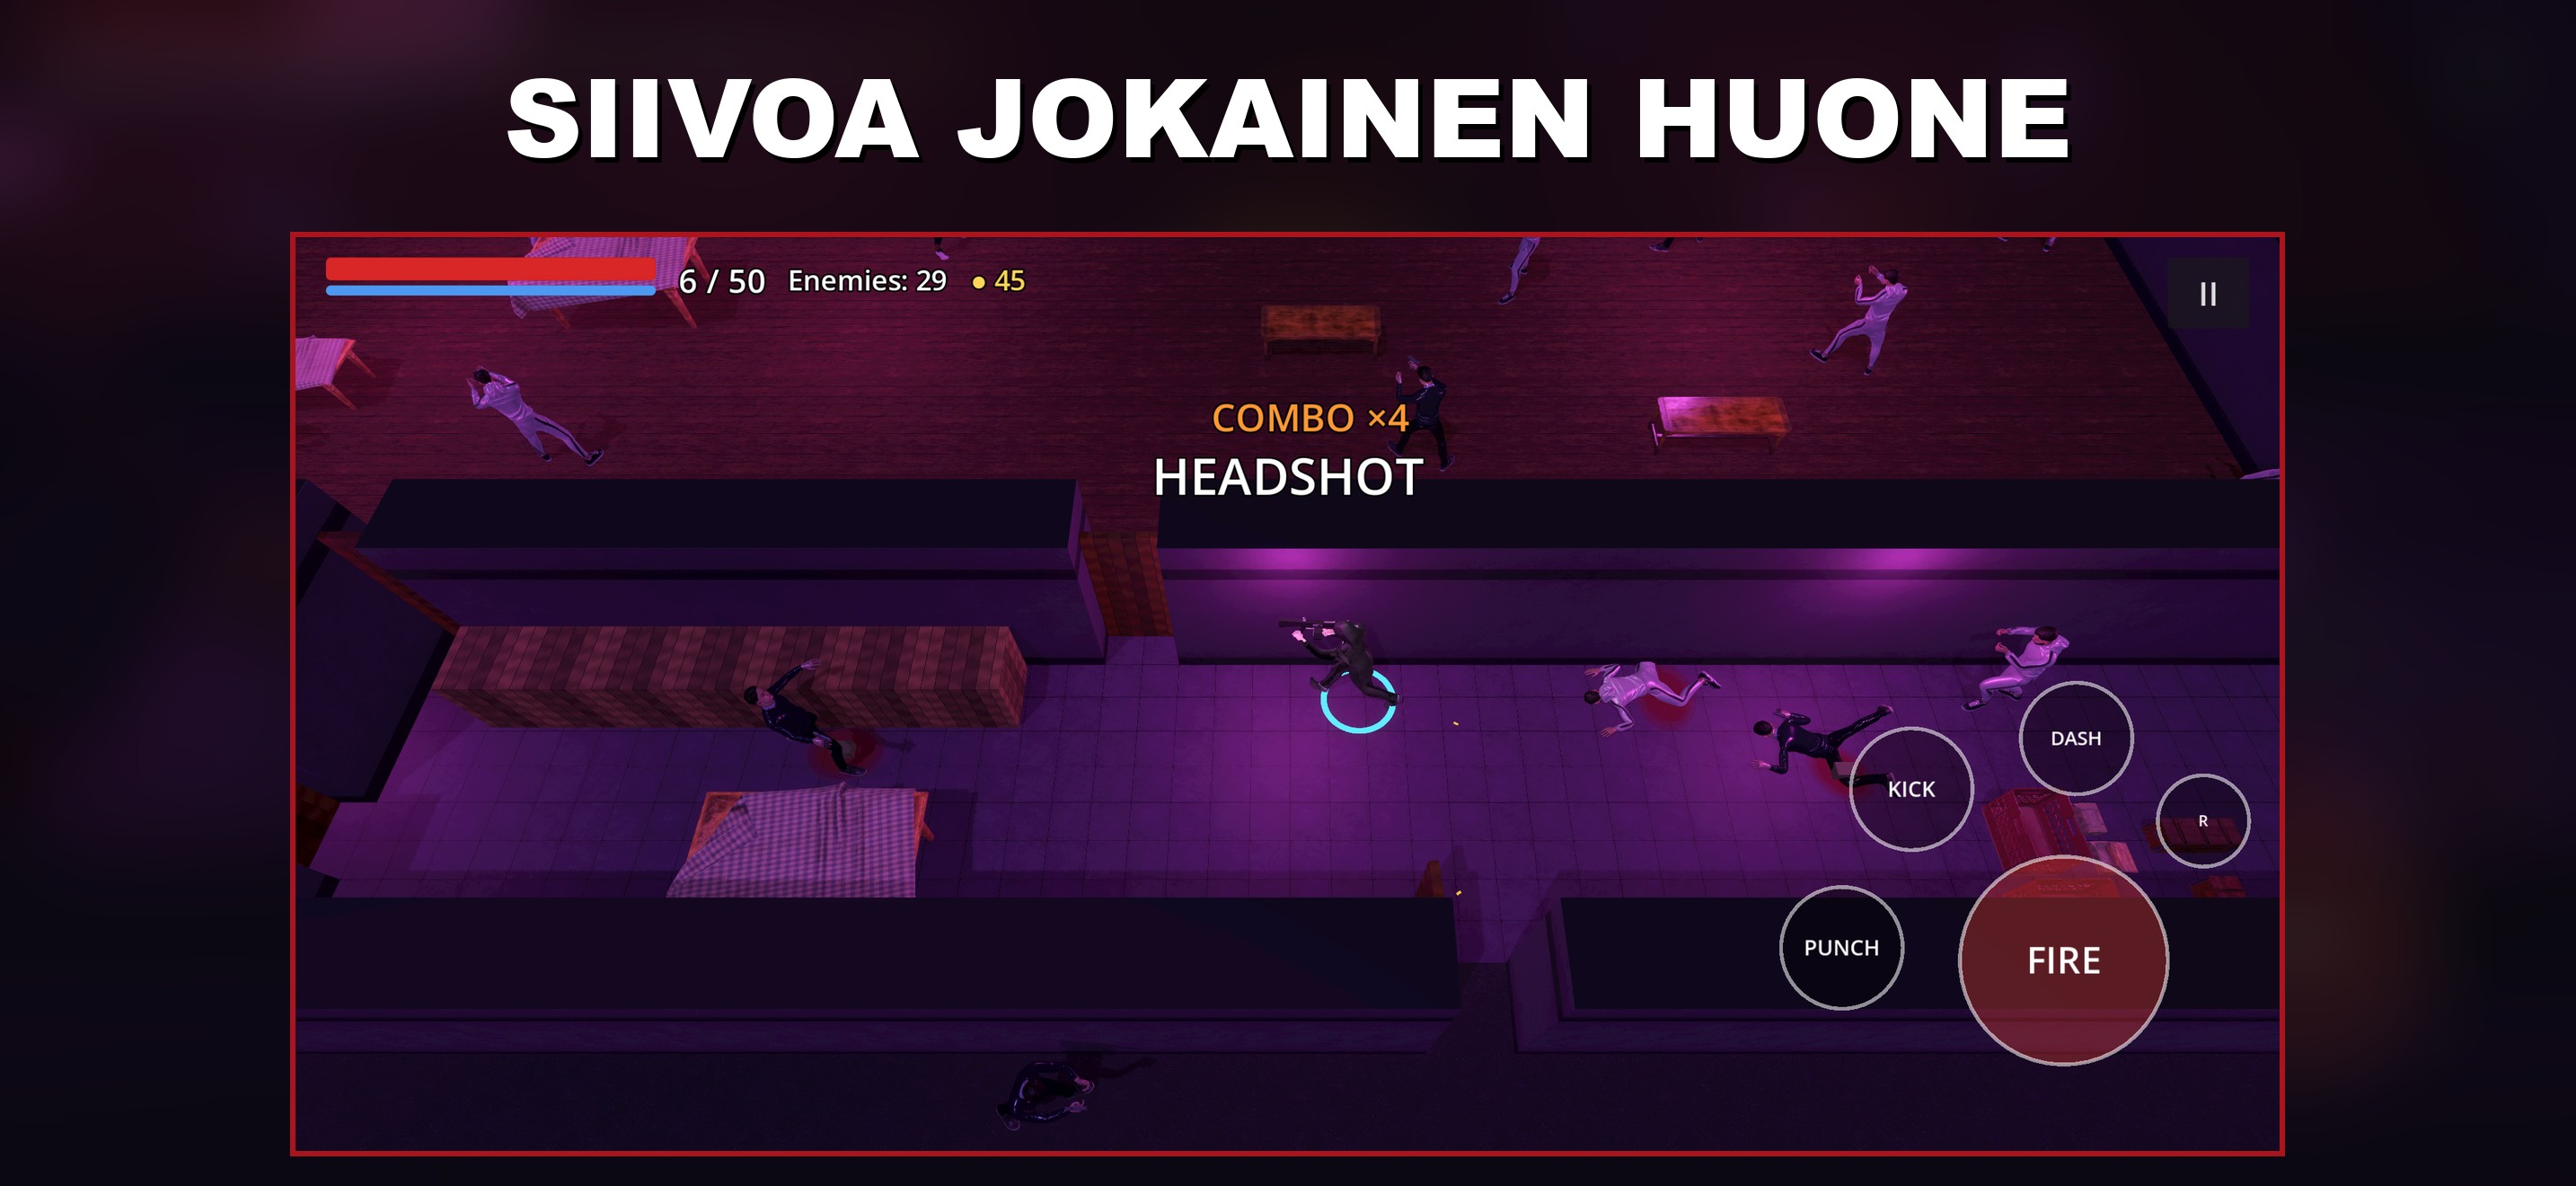 SIIVOA JOKAINEN HUONE
6 / 50 Enemies: 29 45
COMBO ×4
HEADSHOT
DASH
KICK
R
PUNCH
FIRE